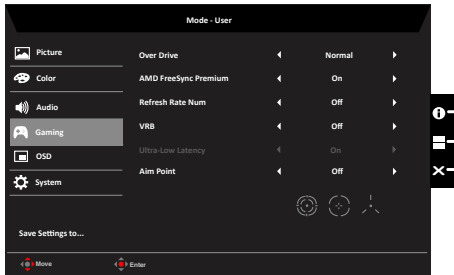 Mode - User
Picture
Over Drive Normal
Color
AMD FreeSync Premium On
Audio
Refresh Rate Num Off
Gaming
VRB Off
OSD
Ultra-Low Latency On
System
Aim Point Off
Save Settings to...
Move Enter